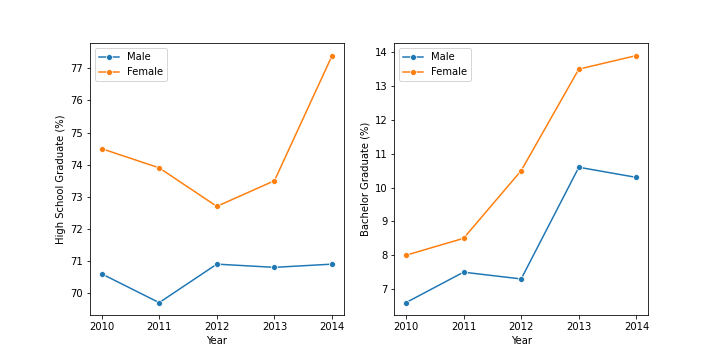 High School Graduate (%)
77
76
75
74
73
72
71
70
Male
Female
2010 2011 2012 2013 2014
Year
Bachelor Graduate (%)
14
13
12
11
10
9
8
7
Male
Female
2010 2011 2012 2013 2014
Year